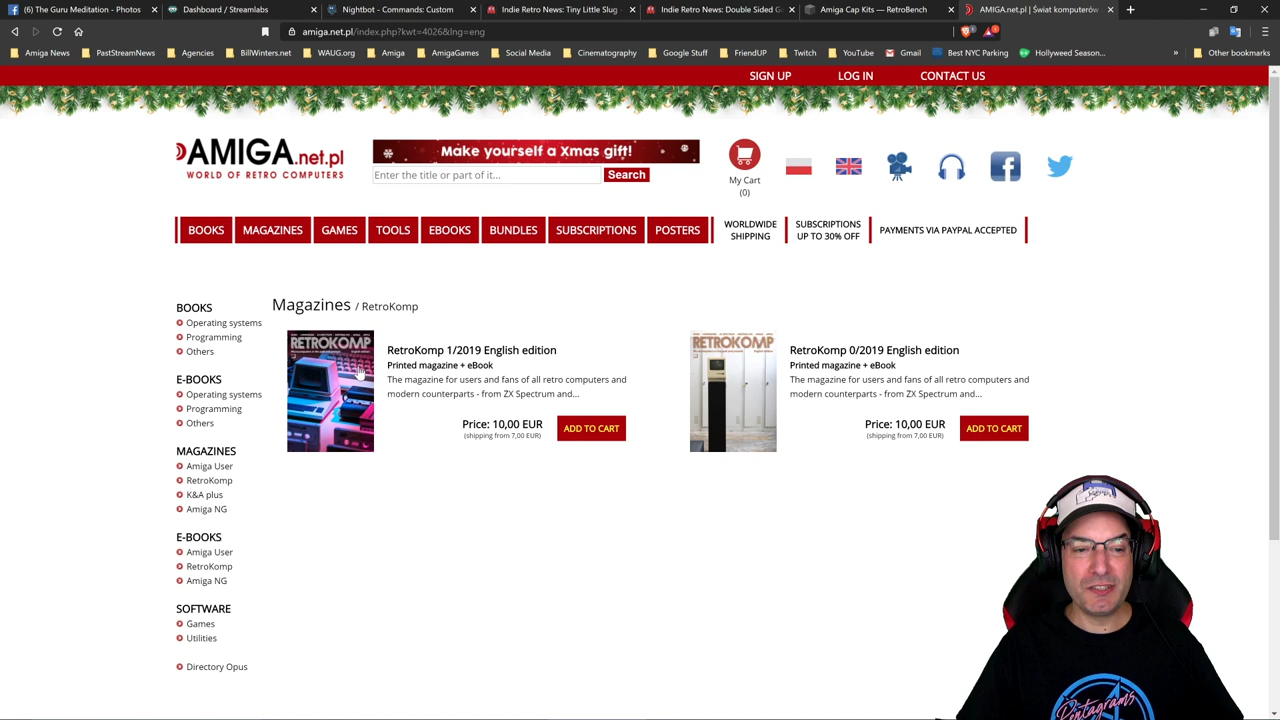 (6) The Guru Meditation - Photos
Dashboard | Streamlabs
Nightbot - Commands: Custom
Indie Retro News: Tiny Little Slug -
Indie Retro News: Double Sided G
Amiga Cap Kits — RetroBench
AMIGA.net.pl | Świat komputerów
amiga.net.pl/index.php?kwt=4026&lng=eng
Amiga News
PastStreamNews
Agencies
BillWinters.net
WAUG.org
Amiga
AmigaGames
Social Media
Cinematography
Google Stuff
FriendUP
Twitch
YouTube
Gmail
Best NYC Parking
Hollyweed Season...
Other bookmarks
SIGN UP
LOG IN
CONTACT US
AMIGA.net.pl
WORLD OF RETRO COMPUTERS
Make yourself a Xmas gift!
Enter the title or part of it...
Search
My Cart
(0)
BOOKS
MAGAZINES
GAMES
TOOLS
EBOOKS
BUNDLES
SUBSCRIPTIONS
POSTERS
WORLDWIDE
SHIPPING
SUBSCRIPTIONS
UP TO 30% OFF
PAYMENTS VIA PAYPAL ACCEPTED
BOOKS
Operating systems
Programming
Others
E-BOOKS
Operating systems
Programming
Others
MAGAZINES
Amiga User
RetroKomp
K&A plus
Amiga NG
E-BOOKS
Amiga User
RetroKomp
Amiga NG
SOFTWARE
Games
Utilities
Directory Opus
Magazines / RetroKomp
RETROKOMP
RetroKomp 1/2019 English edition
Printed magazine + eBook
The magazine for users and fans of all retro computers and
modern counterparts - from ZX Spectrum and...
Price: 10,00 EUR
(shipping from 7,00 EUR)
ADD TO CART
RETROKOMP
RetroKomp 0/2019 English edition
Printed magazine + eBook
The magazine for users and fans of all retro computers and
modern counterparts - from ZX Spectrum and...
Price: 10,00 EUR
(shipping from 7,00 EUR)
ADD TO CART
Pentagrams